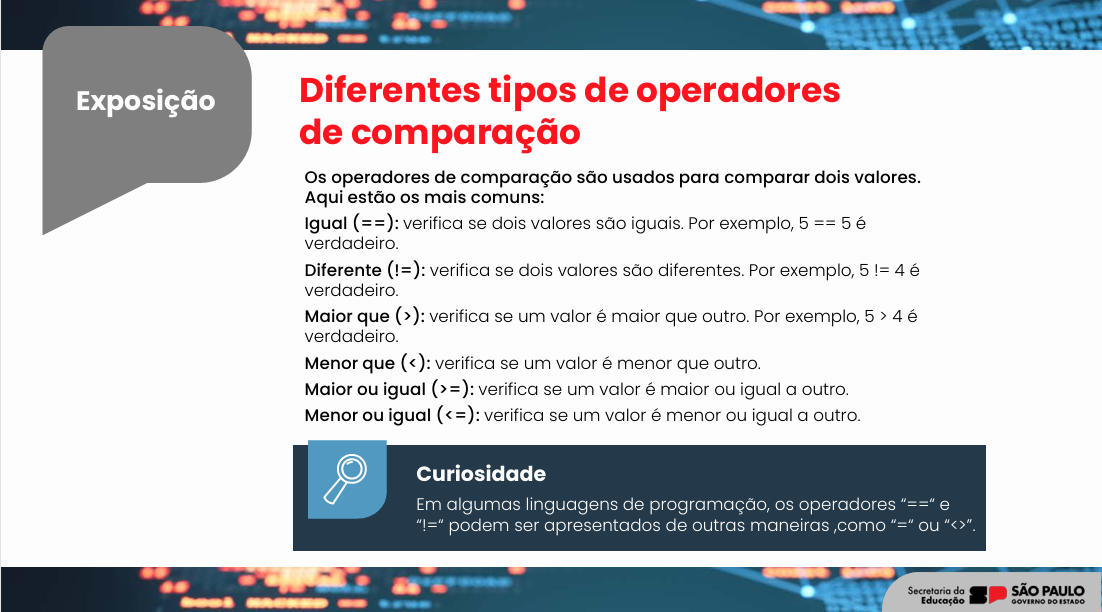 Exposição
Diferentes tipos de operadores
de comparação
Os operadores de comparação são usados para comparar dois valores.
Aqui estão os mais comuns:
Igual (==): verifica se dois valores são iguais. Por exemplo, 5 == 5 é
verdadeiro.
Diferente (!=): verifica se dois valores são diferentes. Por exemplo, 5 != 4 é
verdadeiro.
Maior que (>): verifica se um valor é maior que outro. Por exemplo, 5 > 4 é
verdadeiro.
Menor que (<): verifica se um valor é menor que outro.
Maior ou igual (>=): verifica se um valor é maior ou igual a outro.
Menor ou igual (<=): verifica se um valor é menor ou igual a outro.
Curiosidade
Em algumas linguagens de programação, os operadores “==“ e
“!=“ podem ser apresentados de outras maneiras ,como “=“ ou “<>”.
Secretaria da
Educação
SÃO PAULO
GOVERNO DO ESTADO